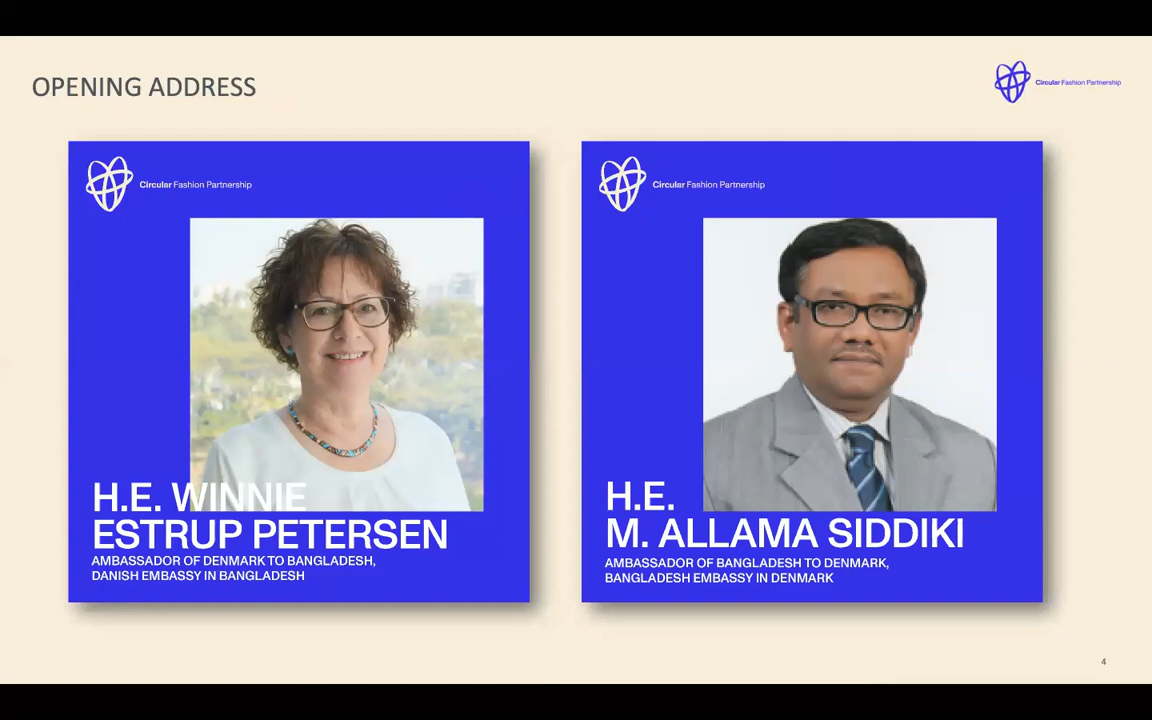 OPENING ADDRESS
Circular Fashion Partnership
Circular Fashion Partnership
H.E. WINNIE
ESTRUP PETERSEN
AMBASSADOR OF DENMARK TO BANGLADESH,
DANISH EMBASSY IN BANGLADESH
Circular Fashion Partnership
H.E.
M. ALLAMA SIDDIKI
AMBASSADOR OF BANGLADESH TO DENMARK,
BANGLADESH EMBASSY IN DENMARK
4